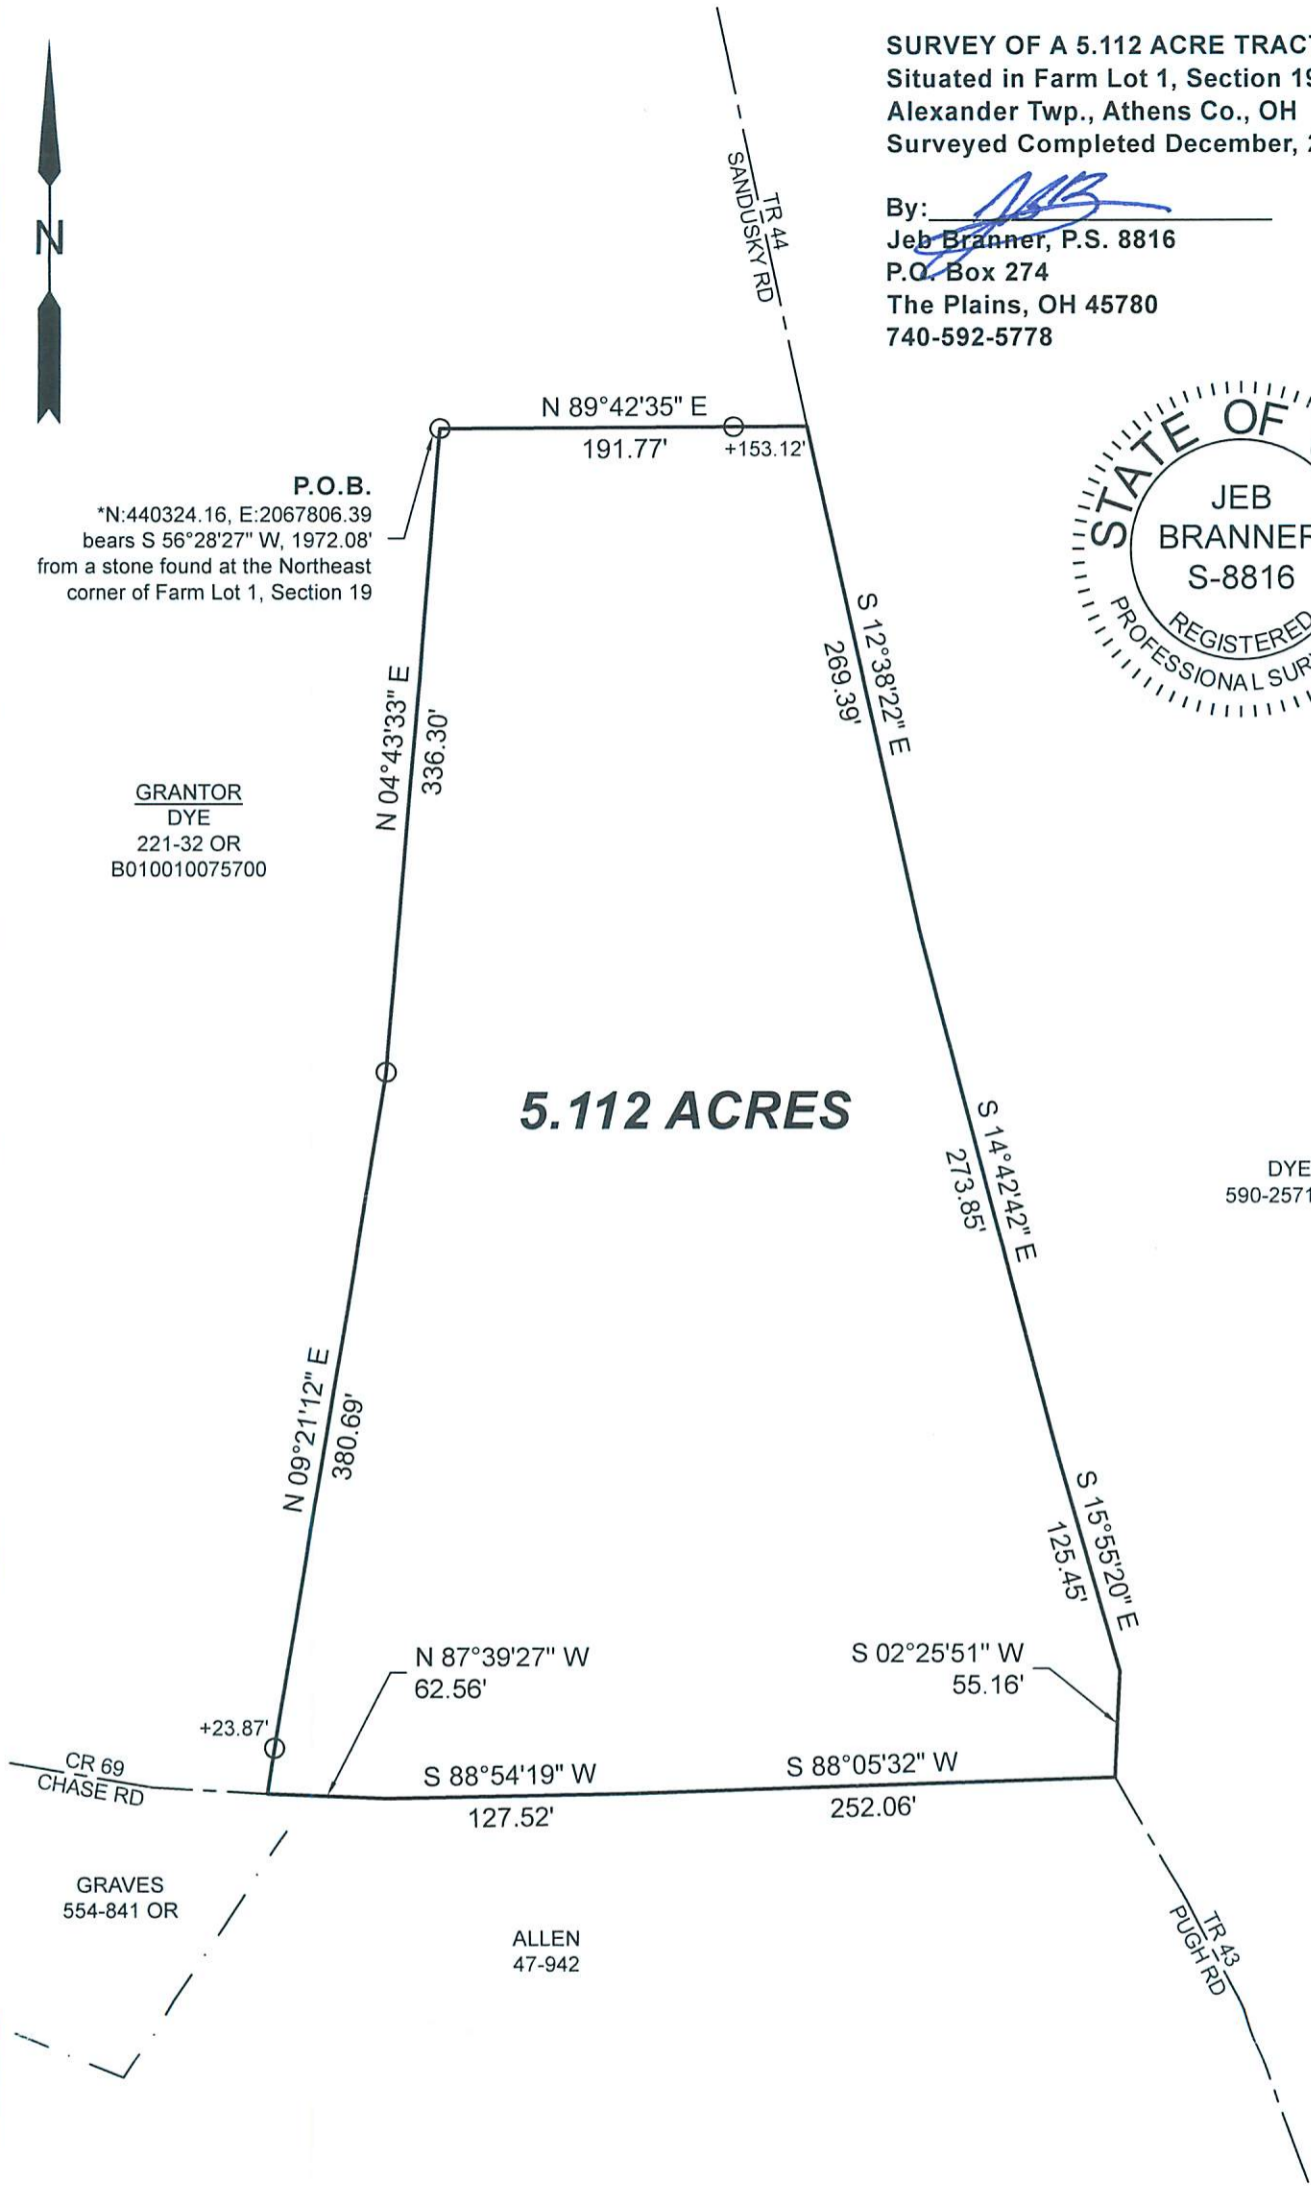 SURVEY OF A 5.112 ACRE TRACT
Situated in Farm Lot 1, Section 19
Alexander Twp., Athens Co., OH
Surveyed Completed December,
By:
Jeb Branner, P.S. 8816
P.O. Box 274
The Plains, OH 45780
740-592-5778
N
TR 44
SANDUSKY RD
STATE OF
JEB
BRANNER
S-8816
REGISTERED
PROFESSIONAL SUR
N 89°42'35" E
191.77'
+153.12'
P.O.B.
*N:440324.16, E:2067806.39
bears S 56°28'27" W, 1972.08'
from a stone found at the Northeast
corner of Farm Lot 1, Section 19
S 12°38'22" E
269.39'
N 04°43'33" E
336.30'
GRANTOR
DYE
221-32 OR
B010010075700
5.112 ACRES
S 14°42'42" E
273.85'
DYE
590-2571
N 09°21'12" E
380.69'
S 15°55'20" E
125.45'
N 87°39'27" W
62.56'
S 02°25'51" W
55.16'
+23.87'
CR 69
CHASE RD
S 88°54'19" W
127.52'
S 88°05'32" W
252.06'
GRAVES
554-841 OR
ALLEN
47-942
TR 43
PUGH RD